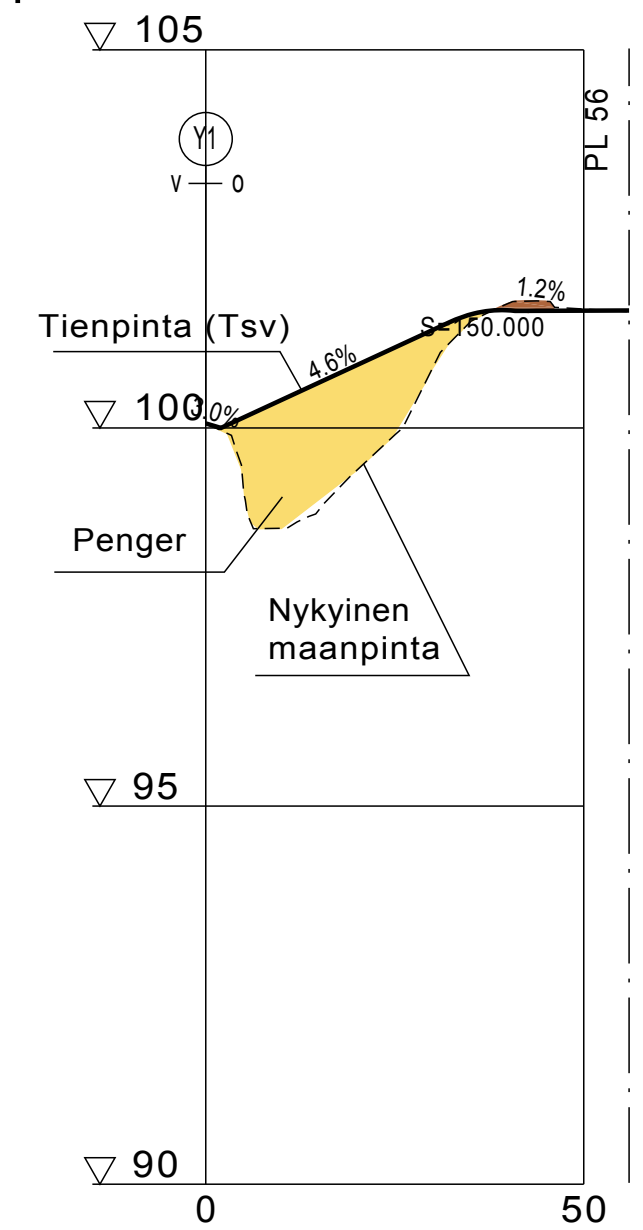 105
PL 56
Y1
V 0
1.2%
Tienpinta (Tsv)
S=150.000
4.6%
100
3.0%
Penger
Nykyinen
maanpinta
95
90
0 50